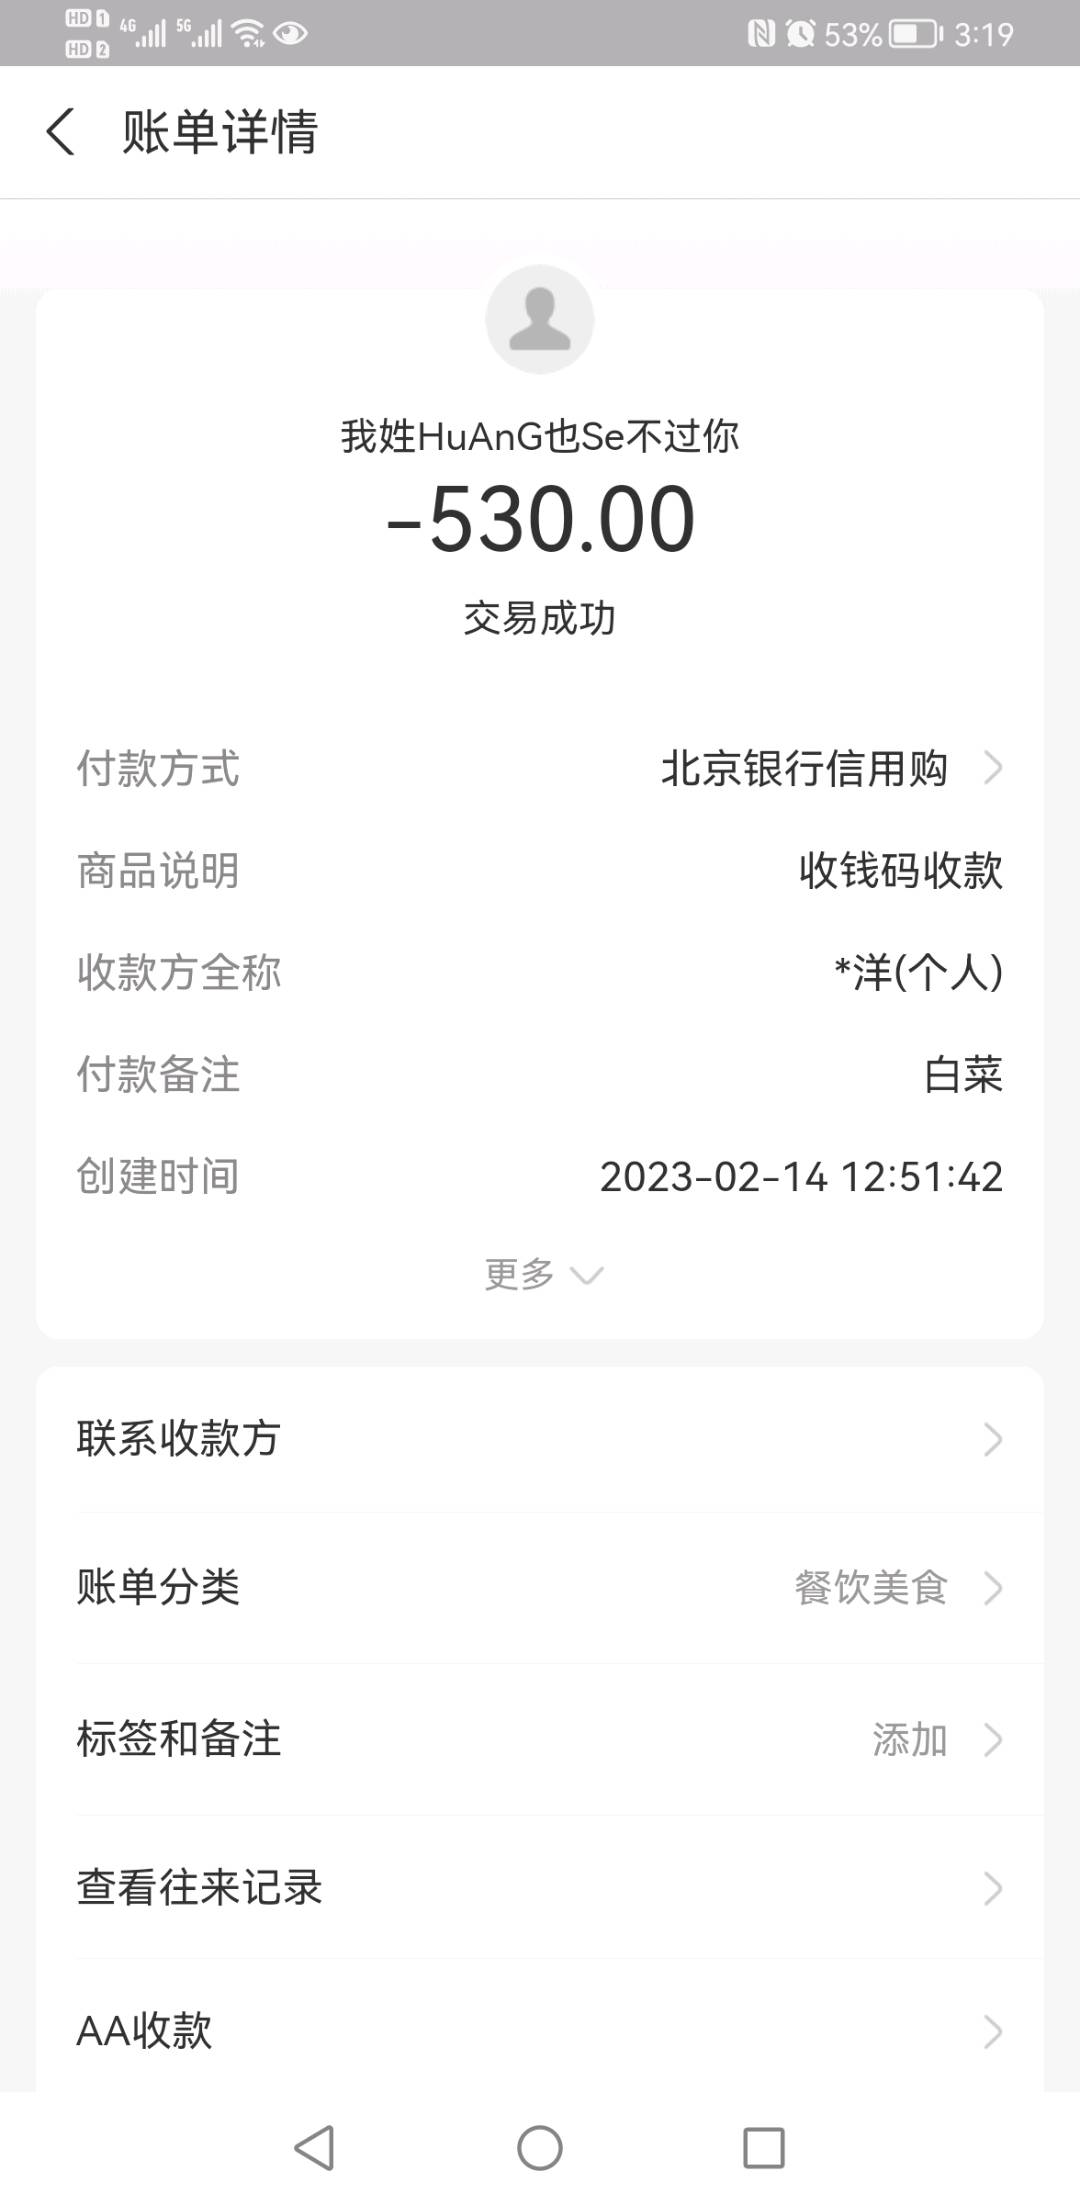 HD 1 4G 5G 53% 3:19
HD 2
账单详情
我姓HuAnG也Se不过你
-530.00
交易成功
付款方式 北京银行信用购
商品说明 收钱码收款
收款方全称 *洋(个人)
付款备注 白菜
创建时间 2023-02-14 12:51:42
更多
联系收款方
账单分类 餐饮美食
标签和备注 添加
查看往来记录
AA收款